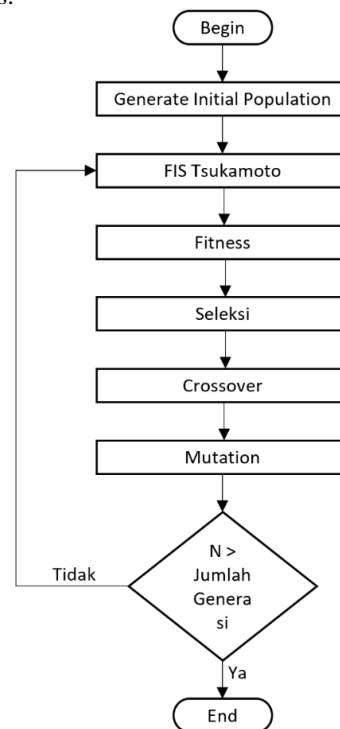 s.
Begin
Generate Initial Population
FIS Tsukamoto
Fitness
Seleksi
Crossover
Mutation
N >
Jumlah
Genera
si
Tidak
Ya
End